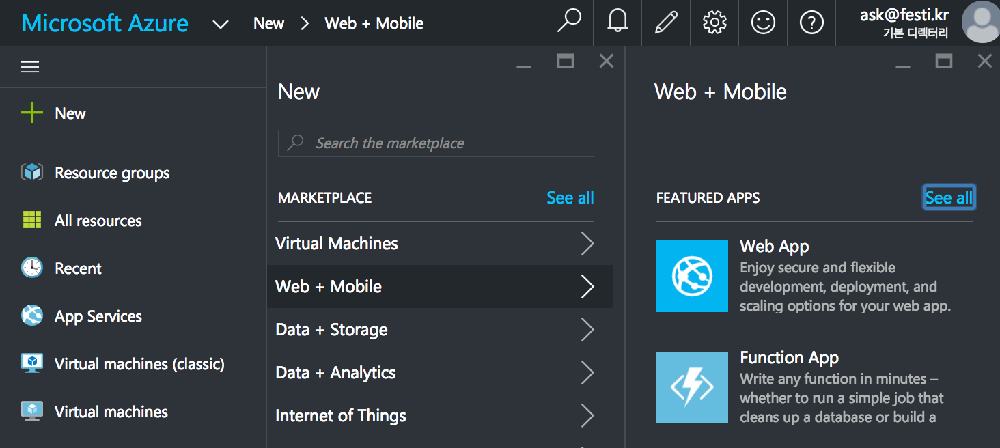 Microsoft Azure
New
Web + Mobile
?
ask@festi.kr
기본 디렉터리
New
Resource groups
All resources
Recent
App Services
Virtual machines (classic)
Virtual machines
New
Search the marketplace
MARKETPLACE
See all
Virtual Machines
Web + Mobile
Data + Storage
Data + Analytics
Internet of Things
Web + Mobile
FEATURED APPS
See all
Web App
Enjoy secure and flexible
development, deployment, and
scaling options for your web app.
Function App
Write any function in minutes –
whether to run a simple job that
cleans up a database or build a